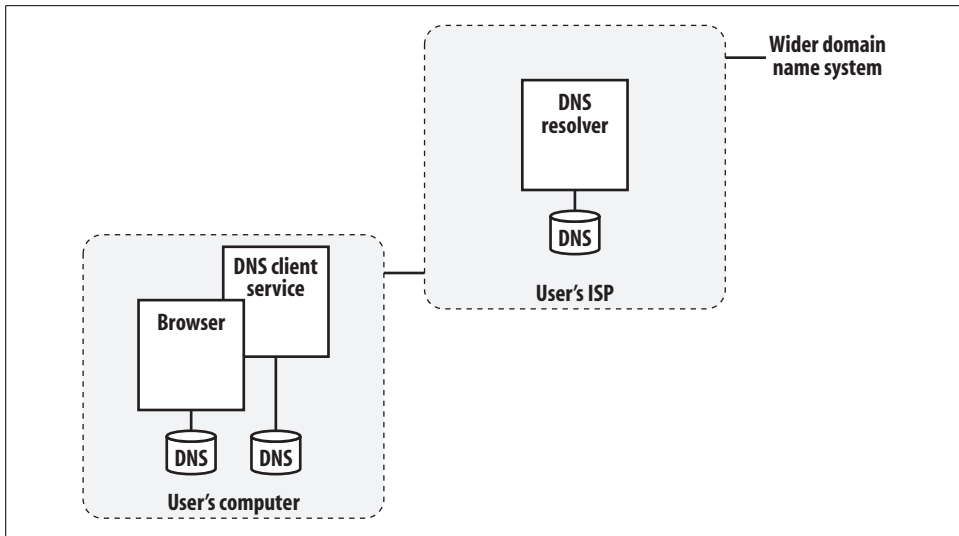 Wider domain
name system
DNS
resolver
DNS
User’s ISP
DNS client
service
Browser
DNS
DNS
User’s computer